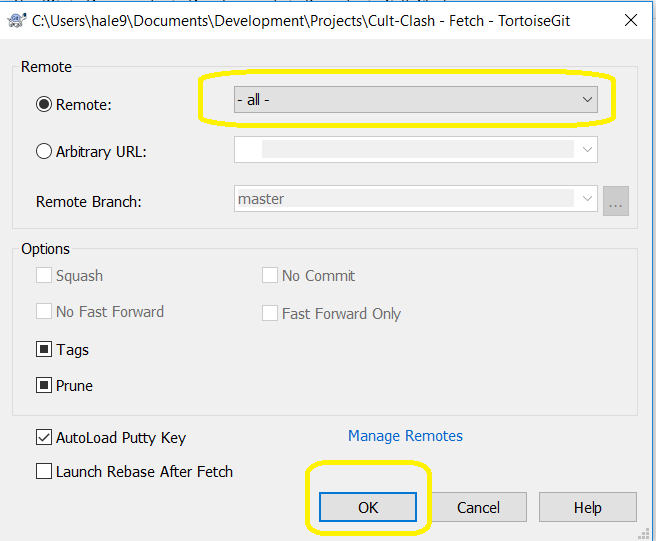 C:\Users\hale9\Documents\Development\Projects\Cult-Clash - Fetch - TortoiseGit
Remote
Remote:
- all -
Arbitrary URL:
Remote Branch:
master
...
Options
Squash
No Commit
No Fast Forward
Fast Forward Only
Tags
Prune
AutoLoad Putty Key
Manage Remotes
Launch Rebase After Fetch
OK
Cancel
Help